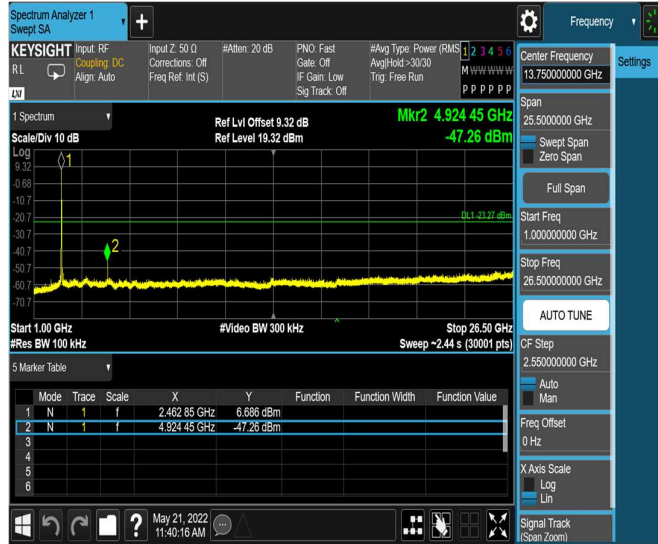 Spectrum Analyzer 1
Swept SA
+
Frequency
KEYSIGHT
RL
LXI
Input: RF
Coupling: DC
Align: Auto
Input Z: 50 Ω
Corrections: Off
Freq Ref: Int (S)
#Atten: 20 dB
PNO: Fast
Gate: Off
IF Gain: Low
Sig Track: Off
#Avg Type: Power (RMS
Avg|Hold:>30/30
Trig: Free Run
1 2 3 4 5 6
M W W W W W
P P P P P P
1 Spectrum
Scale/Div 10 dB
Ref Lvl Offset 9.32 dB
Ref Level 19.32 dBm
Mkr2 4.924 45 GHz
-47.26 dBm
Log
9.32
-0.68
-10.7
-20.7
-30.7
-40.7
-50.7
-60.7
-70.7
1
2
DL1 -23.27 dBm
Start 1.00 GHz
#Res BW 100 kHz
#Video BW 300 kHz
Stop 26.50 GHz
Sweep ~2.44 s (30001 pts)
5 Marker Table
Mode Trace Scale X Y Function Function Width Function Value
1 N 1 f 2.462 85 GHz 6.686 dBm
2 N 1 f 4.924 45 GHz -47.26 dBm
3
4
5
6
May 21, 2022
11:40:16 AM
Center Frequency
13.750000000 GHz
Settings
Span
25.5000000 GHz
Swept Span
Zero Span
Full Span
Start Freq
1.000000000 GHz
Stop Freq
26.500000000 GHz
AUTO TUNE
CF Step
2.550000000 GHz
Auto
Man
Freq Offset
0 Hz
X Axis Scale
Log
Lin
Signal Track
(Span Zoom)